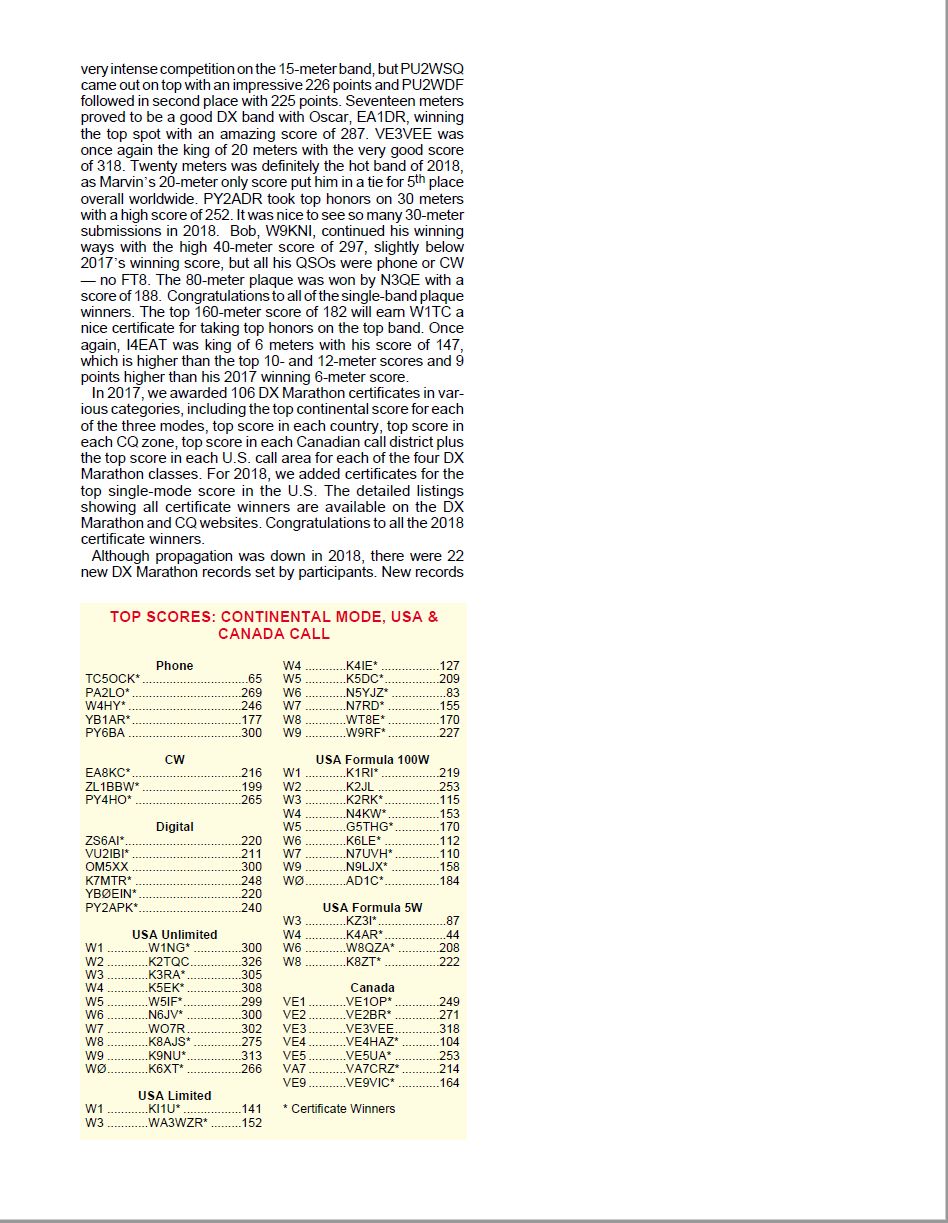 very intense competition on the 15-meter band, but PU2WSQ
came out on top with an impressive 226 points and PU2WDF
followed in second place with 225 points. Seventeen meters
proved to be a good DX band with Oscar, EA1DR, winning
the top spot with an amazing score of 287. VE3VEE was
once again the king of 20 meters with the very good score
of 318. Twenty meters was definitely the hot band of 2018,
as Marvin's 20-meter only score put him in a tie for 5th place
overall worldwide. PY2ADR took top honors on 30 meters
with a high score of 252. It was nice to see so many 30-meter
submissions in 2018. Bob, W9KNI, continued his winning
ways with the high 40-meter score of 297, slightly below
2017's winning score, but all his QSOs were phone or CW
— no FT8. The 80-meter plaque was won by N3QE with a
score of 188. Congratulations to all of the single-band plaque
winners. The top 160-meter score of 182 will earn W1TC a
nice certificate for taking top honors on the top band. Once
again, I4EAT was king of 6 meters with his score of 147,
which is higher than the top 10- and 12-meter scores and 9
points higher than his 2017 winning 6-meter score.
In 2017, we awarded 106 DX Marathon certificates in var-
ious categories, including the top continental score for each
of the three modes, top score in each country, top score in
each CQ zone, top score in each Canadian call district plus
the top score in each U.S. call area for each of the four DX
Marathon classes. For 2018, we added certificates for the
top single-mode score in the U.S. The detailed listings
showing all certificate winners are available on the DX
Marathon and CQ websites. Congratulations to all the 2018
certificate winners.
Although propagation was down in 2018, there were 22
new DX Marathon records set by participants. New records
TOP SCORES: CONTINENTAL MODE, USA &
CANADA CALL
Phone
TC5OCK*..............................65
PA2LO*................................269
W4HY*.................................246
YB1AR*................................177
PY6BA.................................300
CW
EA8KC*................................216
ZL1BBW*..............................199
PY4HO*...............................265
Digital
ZS6AI*..................................220
VU2IBI*................................211
OM5XX................................300
K7MTR*...............................248
YBØEIN*..............................220
PY2APK*..............................240
USA Unlimited
W1............W1NG*..............300
W2............K2TQC..............326
W3............K3RA*...............305
W4............K5EK*...............308
W5............W5IF*................299
W6............N6JV*................300
W7............WO7R................302
W8............K8AJS*..............275
W9............K9NU*...............313
WØ............K6XT*................266
USA Limited
W1............KI1U*.................141
W3............WA3WZR*.........152
W4............K4IE*.................127
W5............K5DC*...............209
W6............N5YJZ*..............83
W7............N7RD*...............155
W8............WT8E*...............170
W9............W9RF*...............227
USA Formula 100W
W1............K1RI*.................219
W2............K2JL..................253
W3............K2RK*...............115
W4............N4KW*..............153
W5............G5THG*............170
W6............K6LE*................112
W7............N7UVH*............110
W9............N9LJX*..............158
WØ............AD1C*...............184
USA Formula 5W
W3............KZ3I*.................87
W4............K4AR*................44
W6............W8QZA*............208
W8............K8ZT*................222
Canada
VE1...........VE1OP*.............249
VE2...........VE2BR*.............271
VE3...........VE3VEE.............318
VE4...........VE4HAZ*...........104
VE5...........VE5UA*.............253
VA7...........VA7CRZ*...........214
VE9...........VE9VIC*............164
* Certificate Winners